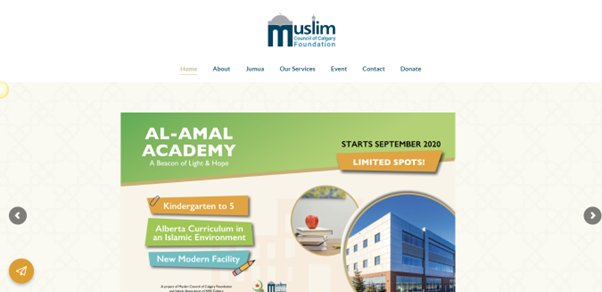 Muslim
Council of Calgary
Foundation
Home About Jumua Our Services Event Contact Donate
AL-AMAL
ACADEMY
A Beacon of Light & Hope
STARTS SEPTEMBER 2020
LIMITED SPOTS!
Kindergarten to 5
Alberta Curriculum in
an Islamic Environment
New Modern Facility
A project of Muslim Council of Calgary Foundation